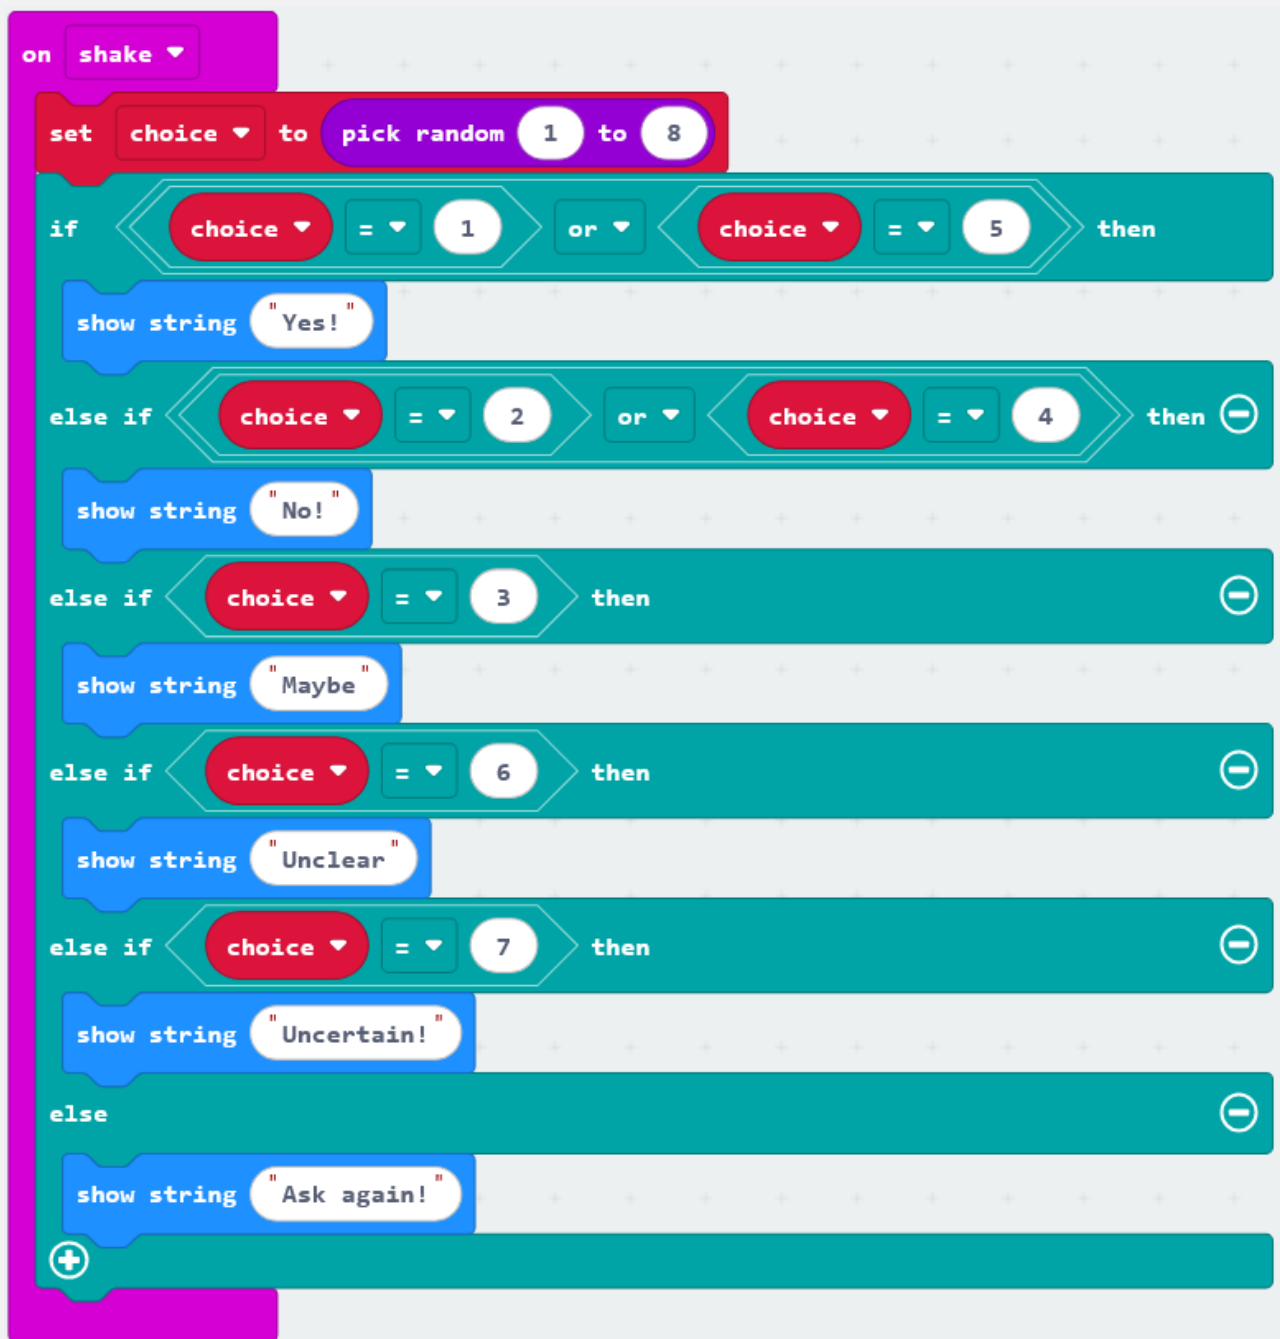 on shake
set choice to pick random 1 to 8
if choice = 1 or choice = 5 then
show string "Yes!"
else if choice = 2 or choice = 4 then
show string "No!"
else if choice = 3 then
show string "Maybe"
else if choice = 6 then
show string "Unclear"
else if choice = 7 then
show string "Uncertain!"
else
show string "Ask again!"